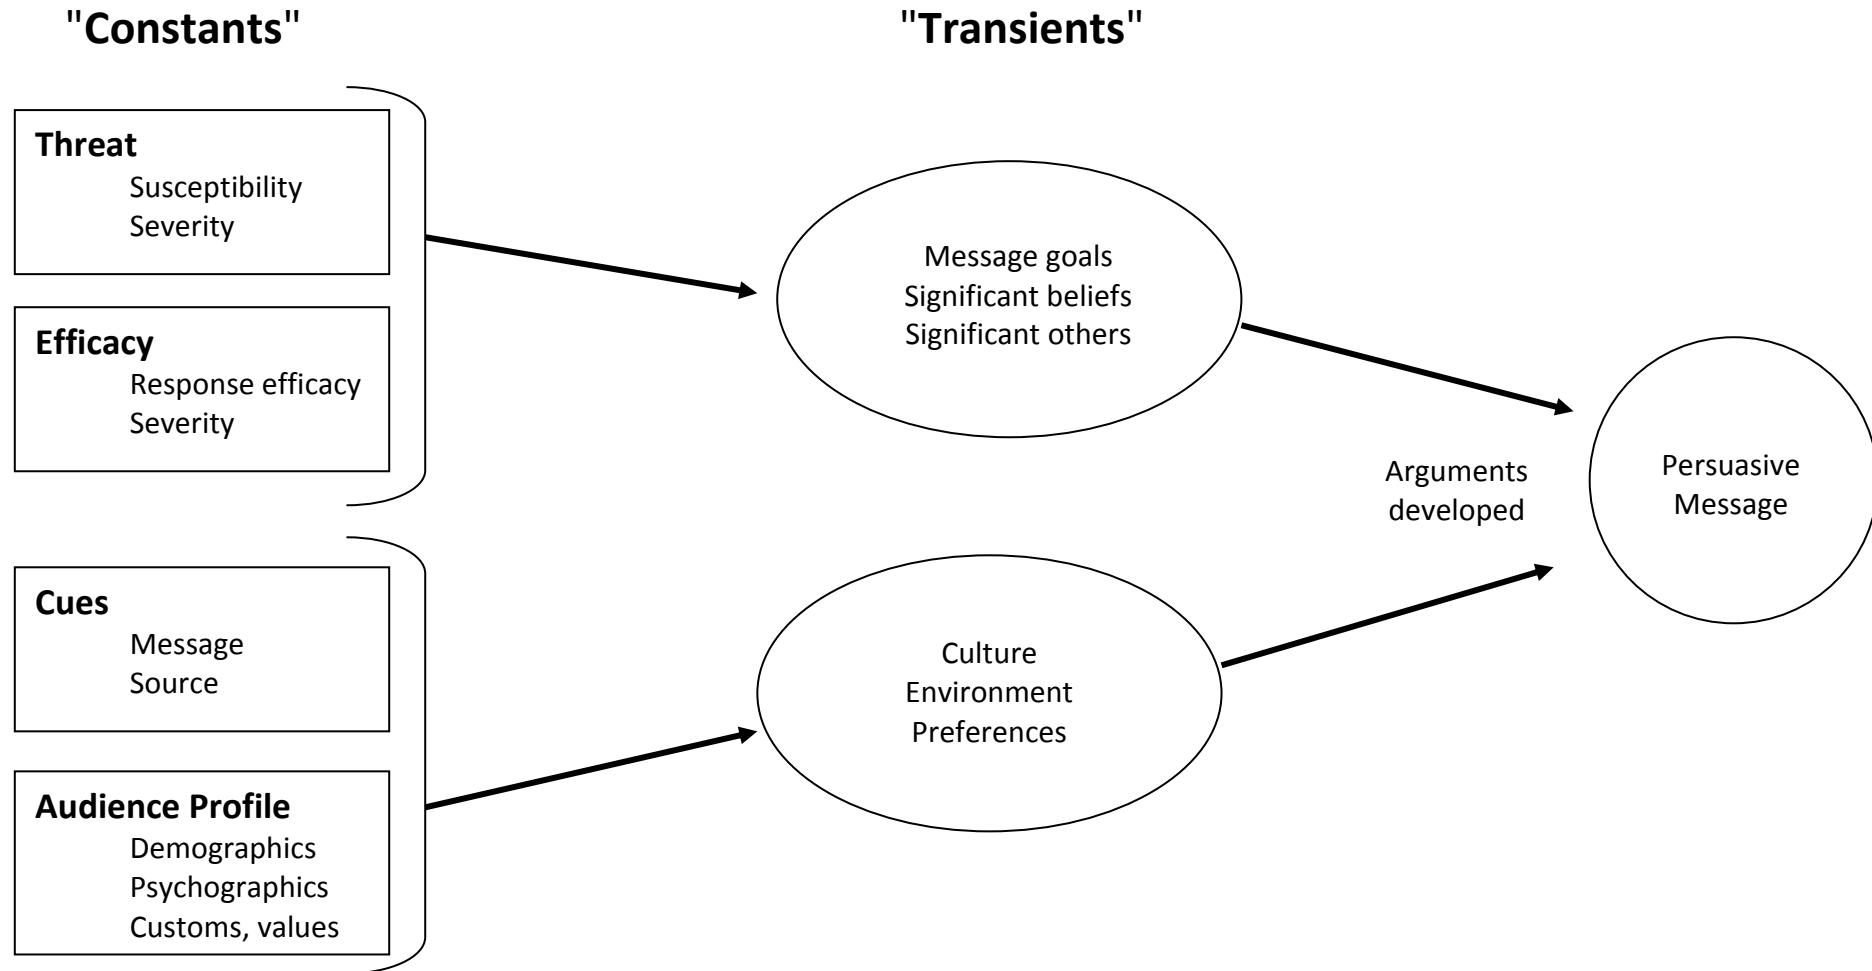 "Constants"
"Transients"
Threat
Susceptibility
Severity
Efficacy
Response efficacy
Severity
Cues
Message
Source
Audience Profile
Demographics
Psychographics
Customs, values
Message goals
Significant beliefs
Significant others
Culture
Environment
Preferences
Arguments
developed
Persuasive
Message